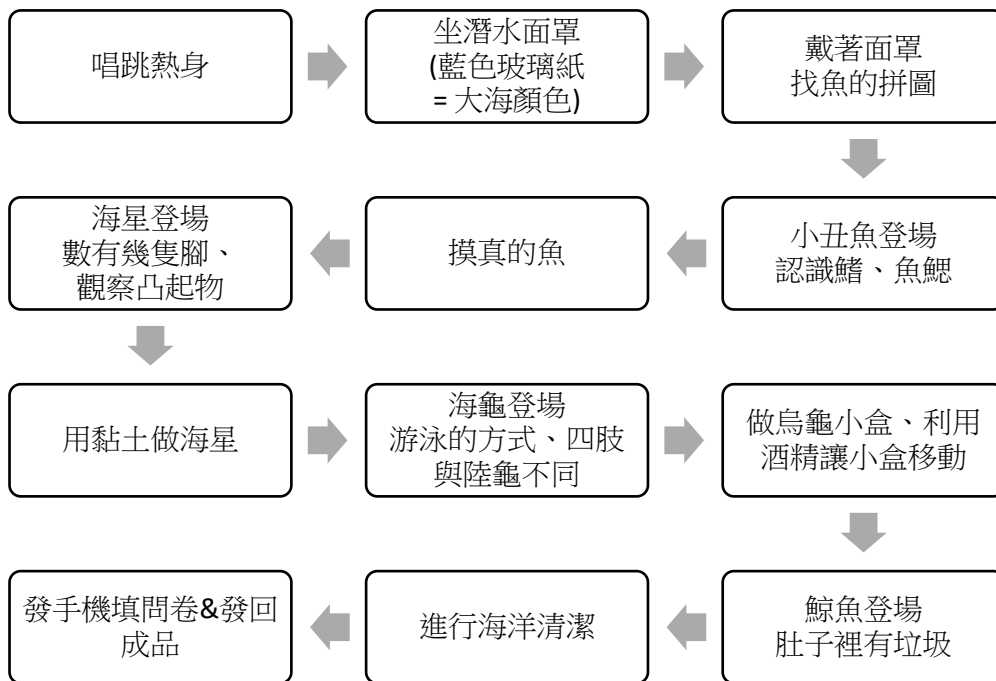 唱跳熱身
坐潛水面罩
(藍色玻璃紙
= 大海顏色)
戴著面罩
找魚的拼圖
小丑魚登場
認識鰭、魚鰓
摸真的魚
海星登場
數有幾隻腳、
觀察凸起物
用黏土做海星
海龜登場
游泳的方式、四肢
與陸龜不同
做烏龜小盒、利用
酒精讓小盒移動
鯨魚登場
肚子裡有垃圾
進行海洋清潔
發手機填問卷&發回
成品